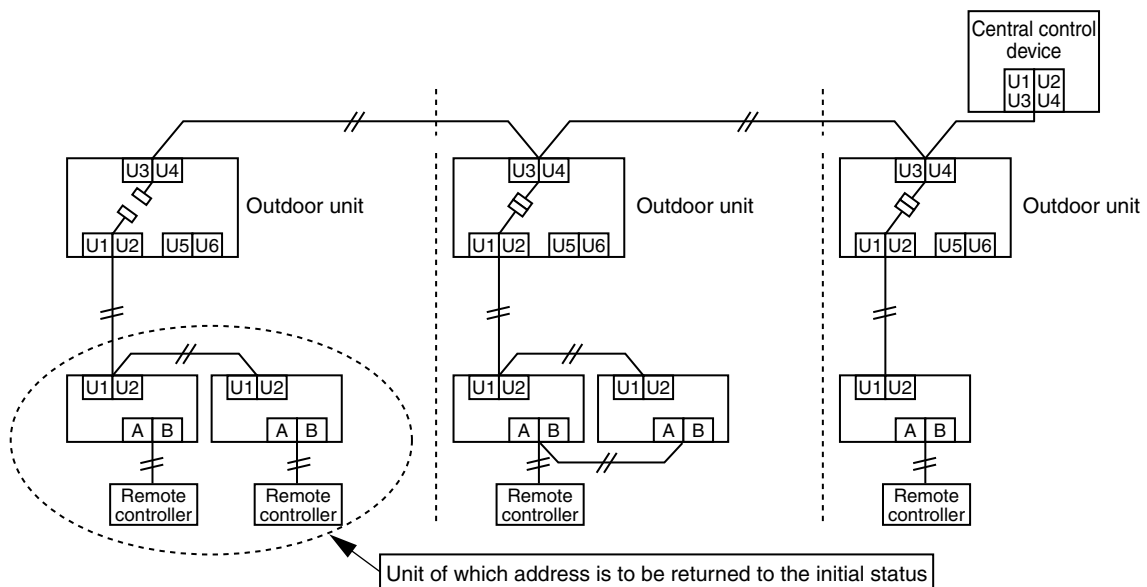 Central control
device
U1 U2
U3 U4
U3 U4
U3 U4
U3 U4
Outdoor unit
Outdoor unit
Outdoor unit
U1 U2
U5 U6
U1 U2
U5 U6
U1 U2
U5 U6
U1 U2
U1 U2
U1 U2
U1 U2
U1 U2
A B
A B
A B
A B
A B
Remote
controller
Remote
controller
Remote
controller
Remote
controller
Unit of which address is to be returned to the initial status